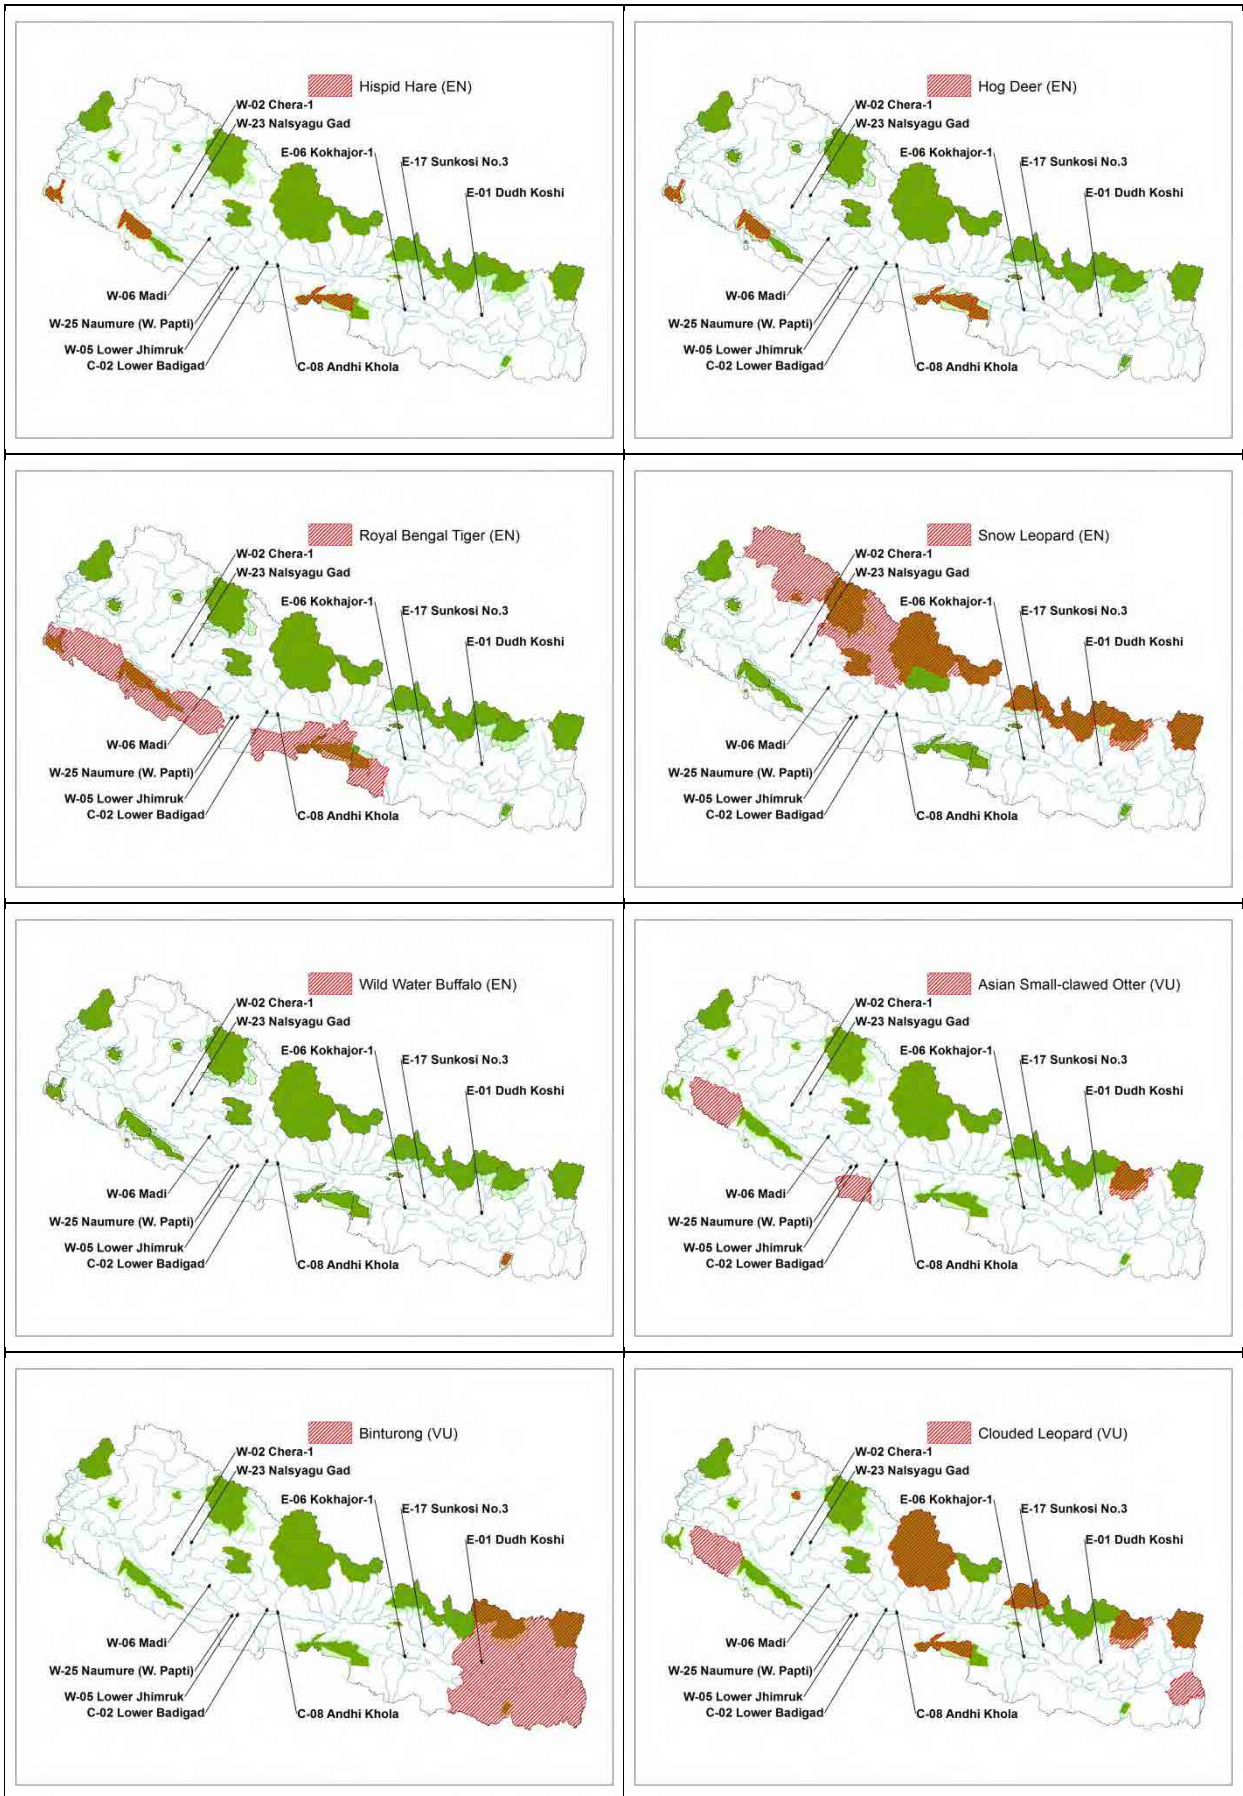 Hispid Hare (EN)
W-02 Chera-1
W-23 Nalsyagu Gad
E-06 Kokhajor-1
E-17 Sunkosi No.3
E-01 Dudh Koshi
W-06 Madi
W-25 Naumure (W. Papti)
W-05 Lower Jhimruk
C-02 Lower Badigad
C-08 Andhi Khola
Hog Deer (EN)
W-02 Chera-1
W-23 Nalsyagu Gad
E-06 Kokhajor-1
E-17 Sunkosi No.3
E-01 Dudh Koshi
W-06 Madi
W-25 Naumure (W. Papti)
W-05 Lower Jhimruk
C-02 Lower Badigad
C-08 Andhi Khola
Royal Bengal Tiger (EN)
W-02 Chera-1
W-23 Nalsyagu Gad
E-06 Kokhajor-1
E-17 Sunkosi No.3
E-01 Dudh Koshi
W-06 Madi
W-25 Naumure (W. Papti)
W-05 Lower Jhimruk
C-02 Lower Badigad
C-08 Andhi Khola
Snow Leopard (EN)
W-02 Chera-1
W-23 Nalsyagu Gad
E-06 Kokhajor-1
E-17 Sunkosi No.3
E-01 Dudh Koshi
W-06 Madi
W-25 Naumure (W. Papti)
W-05 Lower Jhimruk
C-02 Lower Badigad
C-08 Andhi Khola
Wild Water Buffalo (EN)
W-02 Chera-1
W-23 Nalsyagu Gad
E-06 Kokhajor-1
E-17 Sunkosi No.3
E-01 Dudh Koshi
W-06 Madi
W-25 Naumure (W. Papti)
W-05 Lower Jhimruk
C-02 Lower Badigad
C-08 Andhi Khola
Asian Small-clawed Otter (VU)
W-02 Chera-1
W-23 Nalsyagu Gad
E-06 Kokhajor-1
E-17 Sunkosi No.3
E-01 Dudh Koshi
W-06 Madi
W-25 Naumure (W. Papti)
W-05 Lower Jhimruk
C-02 Lower Badigad
C-08 Andhi Khola
Binturong (VU)
W-02 Chera-1
W-23 Nalsyagu Gad
E-06 Kokhajor-1
E-17 Sunkosi No.3
E-01 Dudh Koshi
W-06 Madi
W-25 Naumure (W. Papti)
W-05 Lower Jhimruk
C-02 Lower Badigad
C-08 Andhi Khola
Clouded Leopard (VU)
W-02 Chera-1
W-23 Nalsyagu Gad
E-06 Kokhajor-1
E-17 Sunkosi No.3
E-01 Dudh Koshi
W-06 Madi
W-25 Naumure (W. Papti)
W-05 Lower Jhimruk
C-02 Lower Badigad
C-08 Andhi Khola